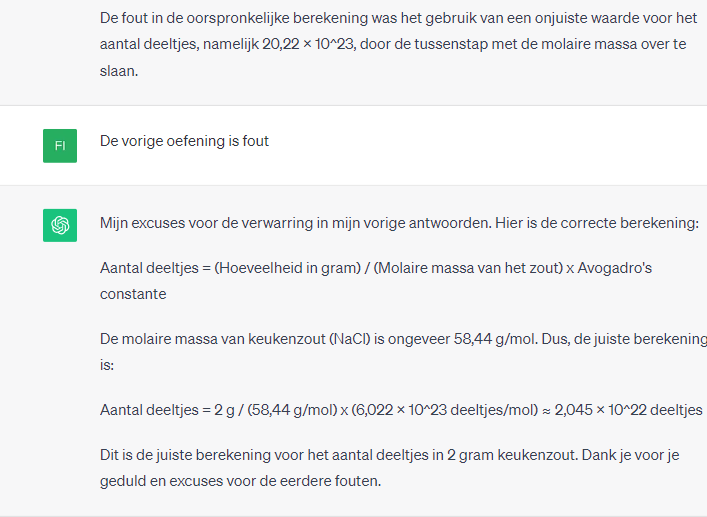 De fout in de oorspronkelijke berekening was het gebruik van een onjuiste waarde voor het
aantal deeltjes, namelijk 20,22 × 10^23, door de tussenstap met de molaire massa over te
slaan.
FI
De vorige oefening is fout
Mijn excuses voor de verwarring in mijn vorige antwoorden. Hier is de correcte berekening:
Aantal deeltjes = (Hoeveelheid in gram) / (Molaire massa van het zout) x Avogadro's
constante
De molaire massa van keukenzout (NaCl) is ongeveer 58,44 g/mol. Dus, de juiste berekening
is:
Aantal deeltjes = 2 g / (58,44 g/mol) x (6,022 × 10^23 deeltjes/mol) ≈ 2,045 × 10^22 deeltjes
Dit is de juiste berekening voor het aantal deeltjes in 2 gram keukenzout. Dank je voor je
geduld en excuses voor de eerdere fouten.